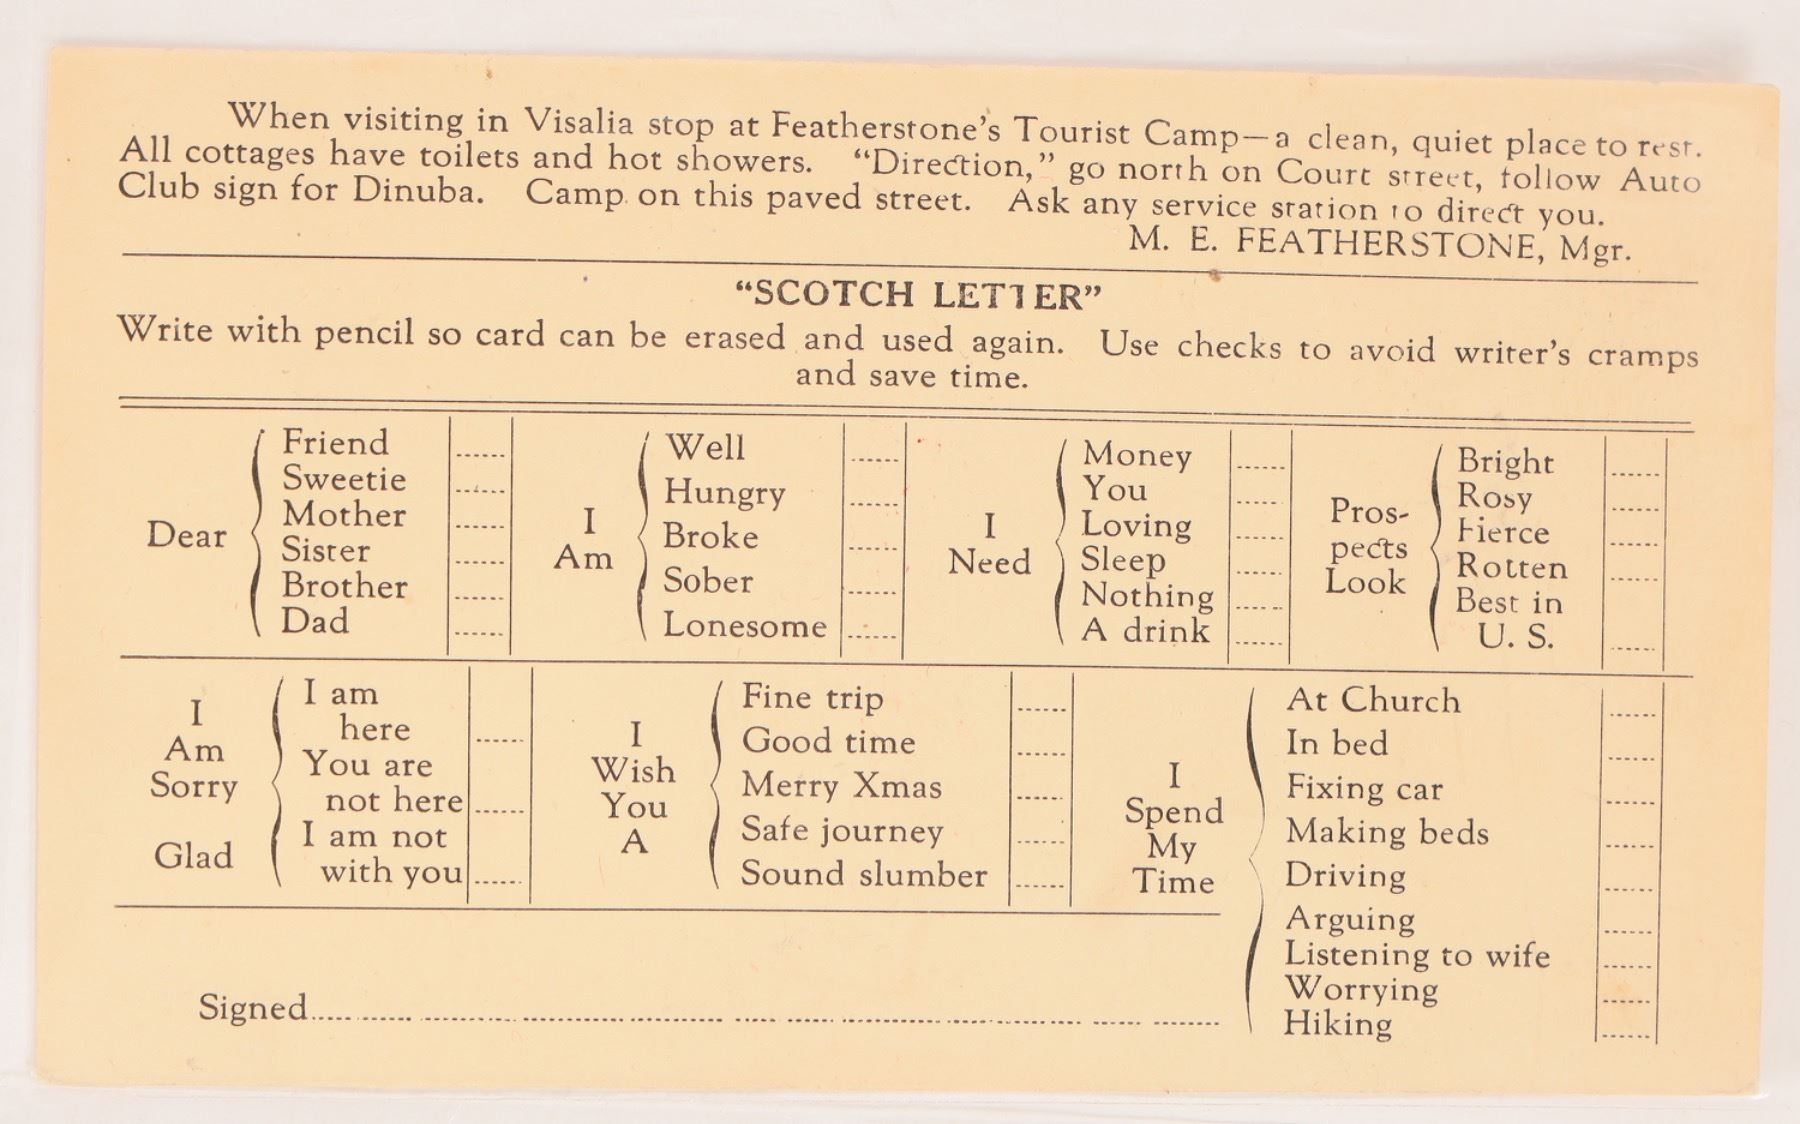 When visiting in Visalia stop at Featherstone's Tourist Camp—a clean, quiet place to rest.
All cottages have toilets and hot showers. "Direction," go north on Court street, follow Auto
Club sign for Dinuba. Camp on this paved street. Ask any service station to direct you.
M. E. FEATHERSTONE, Mgr.
"SCOTCH LETTER"
Write with pencil so card can be erased and used again. Use checks to avoid writer's cramps
and save time.
Dear
Friend
Sweetie
Mother
Sister
Brother
Dad
I
Am
Well
Hungry
Broke
Sober
Lonesome
I
Need
Money
You
Loving
Sleep
Nothing
A drink
Pros-
pects
Look
Bright
Rosy
Fierce
Rotten
Best in
U. S.
I
Am
Sorry
Glad
I am
here
You are
not here
I am not
with you
I
Wish
You
A
Fine trip
Good time
Merry Xmas
Safe journey
Sound slumber
I
Spend
My
Time
At Church
In bed
Fixing car
Making beds
Driving
Arguing
Listening to wife
Worrying
Hiking
Signed